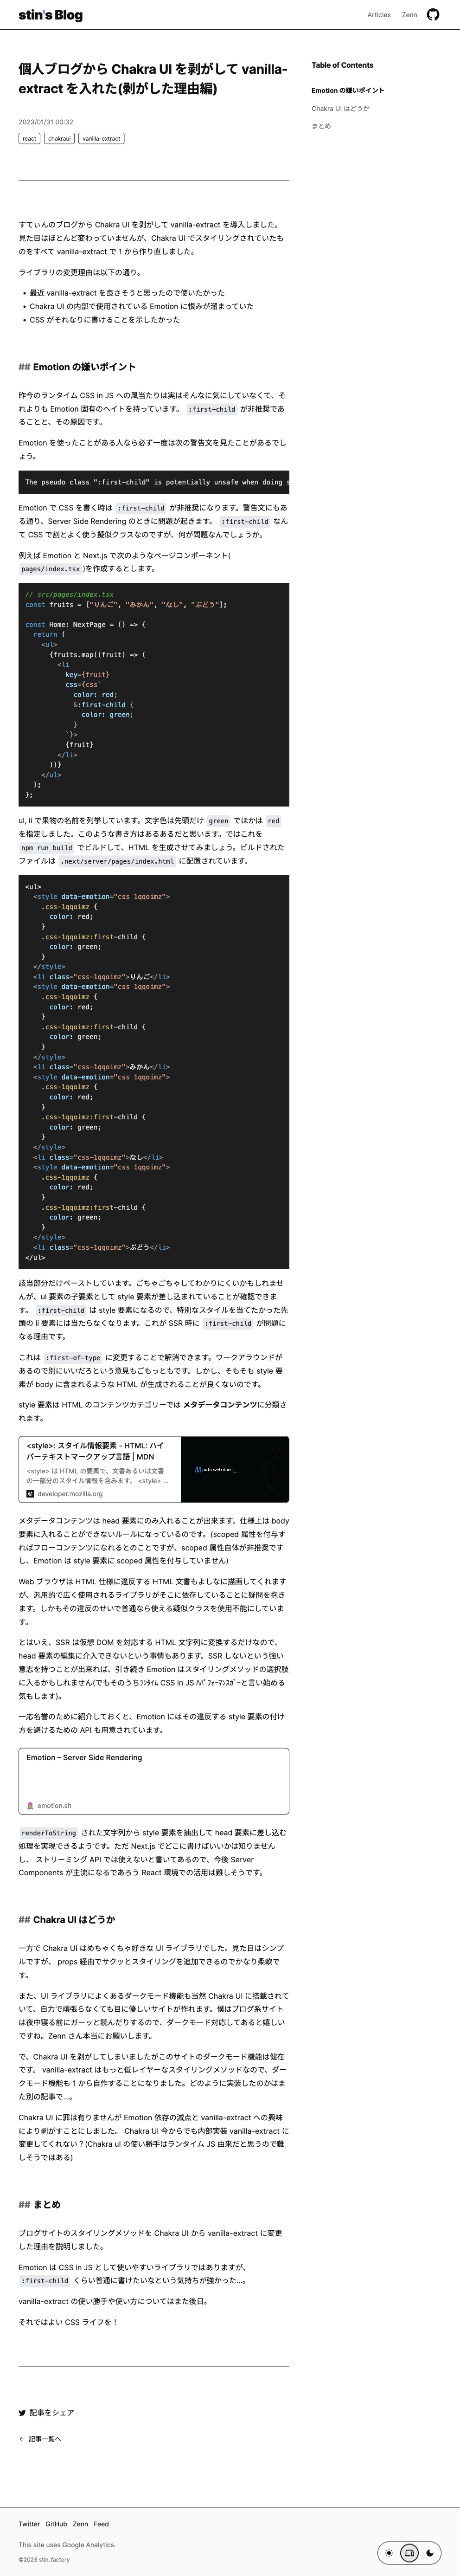 stin's Blog
Articles
Zenn
個人ブログから Chakra UI を剥がして vanilla-
extract を入れた(剥がした理由編)
2023/01/31 00:32
react
chakraui
vanilla-extract
Table of Contents
Emotion の嫌いポイント
Chakra UI はどうか
まとめ
すてぃんのブログから Chakra UI を剥がして vanilla-extract を導入しました。
見た目はほとんど変わっていませんが、Chakra UI でスタイリングされていたも
のをすべて vanilla-extract で 1 から作り直しました。
ライブラリの変更理由は以下の通り。
• 最近 vanilla-extract を良さそうと思ったので使いたかった
• Chakra UI の内部で使用されている Emotion に恨みが溜まっていた
• CSS がそれなりに書けることを示したかった
## Emotion の嫌いポイント
昨今のランタイム CSS in JS への風当たりは実はそんなに気にしていなくて、そ
れよりも Emotion 固有のヘイトを持っています。 :first-child が非推奨であ
ることと、その原因です。
Emotion を使ったことがある人なら必ず一度は次の警告文を見たことがあるでし
ょう。
The pseudo class ":first-child" is potentially unsafe when doing s
Emotion で CSS を書く時は :first-child が非推奨になります。警告文にもあ
る通り、Server Side Rendering のときに問題が起きます。 :first-child なん
て CSS で割とよく使う擬似クラスなのですが、何が問題なんでしょうか。
例えば Emotion と Next.js で次のようなページコンポーネント(
pages/index.tsx )を作成するとします。
// src/pages/index.tsx
const fruits = ["りんご", "みかん", "なし", "ぶどう"];
const Home: NextPage = () => {
return (
<ul>
{fruits.map((fruit) => (
<li
key={fruit}
css={css`
color: red;
&:first-child {
color: green;
}
`}>
{fruit}
</li>
))}
</ul>
);
};
ul, li で果物の名前を列挙しています。文字色は先頭だけ green でほかは red
を指定しました。このような書き方はあるあるだと思います。ではこれを
npm run build でビルドして、HTML を生成させてみましょう。ビルドされた
ファイルは .next/server/pages/index.html に配置されています。
<ul>
<style data-emotion="css 1qqoimz">
.css-1qqoimz {
color: red;
}
.css-1qqoimz:first-child {
color: green;
}
</style>
<li class="css-1qqoimz">りんご</li>
<style data-emotion="css 1qqoimz">
.css-1qqoimz {
color: red;
}
.css-1qqoimz:first-child {
color: green;
}
</style>
<li class="css-1qqoimz">みかん</li>
<style data-emotion="css 1qqoimz">
.css-1qqoimz {
color: red;
}
.css-1qqoimz:first-child {
color: green;
}
</style>
<li class="css-1qqoimz">なし</li>
<style data-emotion="css 1qqoimz">
.css-1qqoimz {
color: red;
}
.css-1qqoimz:first-child {
color: green;
}
</style>
<li class="css-1qqoimz">ぶどう</li>
</ul>
該当部分だけペーストしています。ごちゃごちゃしてわかりにくいかもしれませ
んが、ul 要素の子要素として style 要素が差し込まれていることが確認できま
す。 :first-child は style 要素になるので、特別なスタイルを当てたかった先
頭の li 要素には当たらなくなります。これが SSR 時に :first-child が問題に
なる理由です。
これは :first-of-type に変更することで解消できます。ワークアラウンドが
あるので別にいいだろという意見もごもっともです。しかし、そもそも style 要
素が body に含まれるような HTML が生成されることが良くないのです。
style 要素は HTML のコンテンツカテゴリーでは メタデータコンテンツに分類さ
れます。
<style>: スタイル情報要素 - HTML: ハイ
パーテキストマークアップ言語 | MDN
<style> は HTML の要素で、文書あるいは文書
の一部分のスタイル情報を含みます。 <style> ...
developer.mozilla.org
mdn web docs_
メタデータコンテンツは head 要素にのみ入れることが出来ます。仕様上は body
要素に入れることができないルールになっているのです。(scoped 属性を付与す
ればフローコンテンツになれるとのことですが、scoped 属性自体が非推奨です
し、Emotion は style 要素に scoped 属性を付与していません)
Web ブラウザは HTML 仕様に違反する HTML 文書もよしなに描画してくれます
が、汎用的で広く使用されるライブラリがそこに依存していることに疑問を抱き
ます。しかもその違反のせいで普通なら使える疑似クラスを使用不能にしていま
す。
とはいえ、SSR は仮想 DOM を対応する HTML 文字列に変換するだけなので、
head 要素の編集に介入できないという事情もあります。SSR しないという強い
意志を持つことが出来れば、引き続き Emotion はスタイリングメソッドの選択肢
に入るかもしれません(でもそのうちﾗﾝﾀｲﾑ CSS in JS ﾊﾊﾟﾌｫｰﾏﾝｽｶﾞｰと言い始める
気もします)。
一応名誉のために紹介しておくと、Emotion にはその違反する style 要素の付け
方を避けるための API も用意されています。
Emotion – Server Side Rendering
emotion.sh
renderToString された文字列から style 要素を抽出して head 要素に差し込む
処理を実現できるようです。ただ Next.js でどこに書けばいいかは知りません
し、 ストリーミング API では使えないと書いてあるので、今後 Server
Components が主流になるであろう React 環境での活用は難しそうです。
## Chakra UI はどうか
一方で Chakra UI はめちゃくちゃ好きな UI ライブラリでした。見た目はシンプ
ルですが、 props 経由でサクッとスタイリングを追加できるのでかなり柔軟で
す。
また、UI ライブラリによくあるダークモード機能も当然 Chakra UI に搭載されて
いて、自力で頑張らなくても目に優しいサイトが作れます。僕はブログ系サイト
は夜中寝る前にガーッと読んだりするので、ダークモード対応してあると嬉しい
ですね。Zenn さん本当にお願いします。
で、Chakra UI を剥がしてしまいましたがこのサイトのダークモード機能は健在
です。 vanilla-extract はもっと低レイヤーなスタイリングメソッドなので、ダー
クモード機能も 1 から自作することになりました。どのように実装したのかはま
た別の記事で...。
Chakra UI に罪は有りませんが Emotion 依存の減点と vanilla-extract への興味
により剥がすことにしました。 Chakra UI 今からでも内部実装 vanilla-extract に
変更してくれない？(Chakra uI の使い勝手はランタイム JS 由来だと思うので難
しそうではある)
## まとめ
ブログサイトのスタイリングメソッドを Chakra UI から vanilla-extract に変更
した理由を説明しました。
Emotion は CSS in JS として使いやすいライブラリではありますが、
:first-child くらい普通に書けたいなという気持ちが強かった...。
vanilla-extract の使い勝手や使い方についてはまた後日。
それではよい CSS ライフを！
記事をシェア
← 記事一覧へ
Twitter
GitHub
Zenn
Feed
This site uses Google Analytics.
©2023 stin_factory